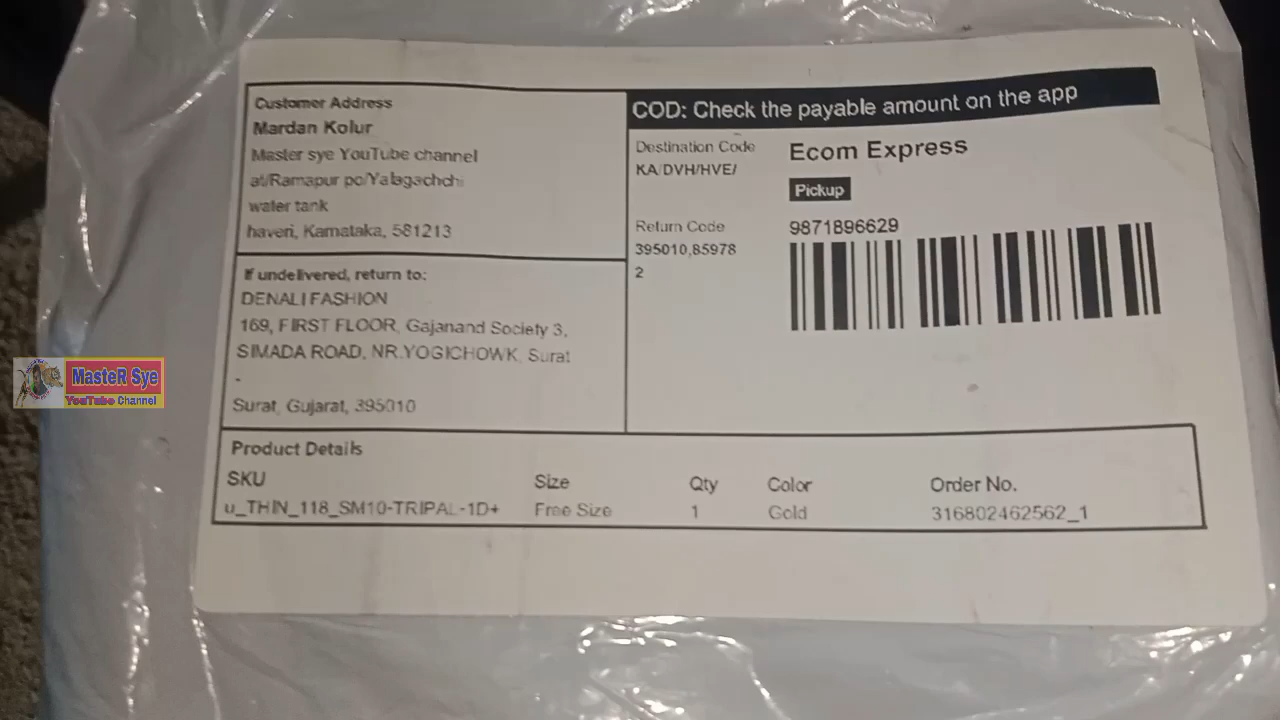 Customer Address
Mardan Kolur
Master sye YouTube channel
at/Ramapur po/Yalagachchi
water tank
haveri, Karnataka, 581213
If undelivered, return to:
DENALI FASHION
169, FIRST FLOOR, Gajanand Society 3,
SIMADA ROAD, NR.YOGICHOWK, Surat
-
Surat, Gujarat, 395010
COD: Check the payable amount on the app
Destination Code
KA/DVH/HVE/
Return Code
395010,85978
2
Ecom Express
Pickup
9871896629
Product Details
SKU Size Qty Color Order No.
u_THIN_118_SM10-TRIPAL-1D+ Free Size 1 Gold 316802462562_1
MasteR Sye
YouTube Channel